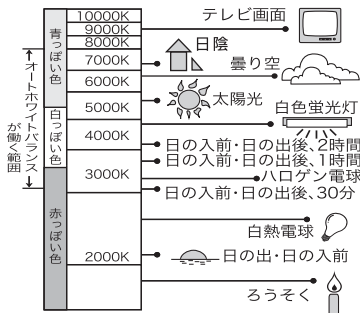 10000K
9000K
8000K
7000K
6000K
5000K
4000K
3000K
2000K
青っぽい色
白っぽい色
赤っぽい色
オートホワイトバランス
が働く範囲
テレビ画面
日陰
曇り空
太陽光
白色蛍光灯
日の入前・日の出後、2時間
日の入前・日の出後、1時間
ハロゲン電球
日の入前・日の出後、30分
白熱電球
日の出・日の入前
ろうそく